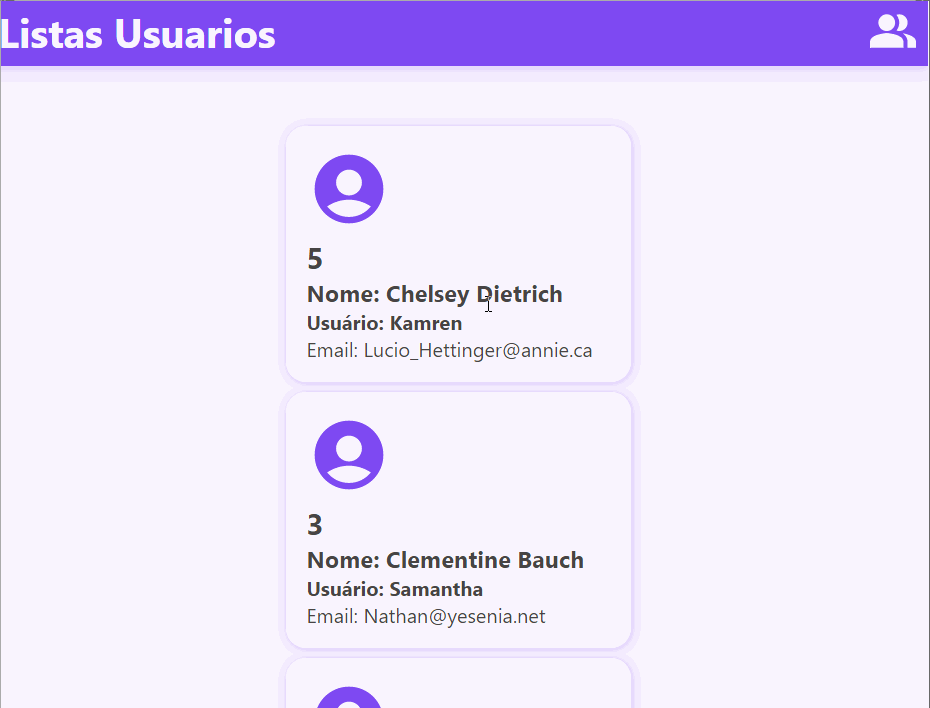 Listas Usuarios
5
Nome: Chelsey Dietrich
Usuário: Kamren
Email: Lucio_Hettinger@annie.ca
3
Nome: Clementine Bauch
Usuário: Samantha
Email: Nathan@yesenia.net